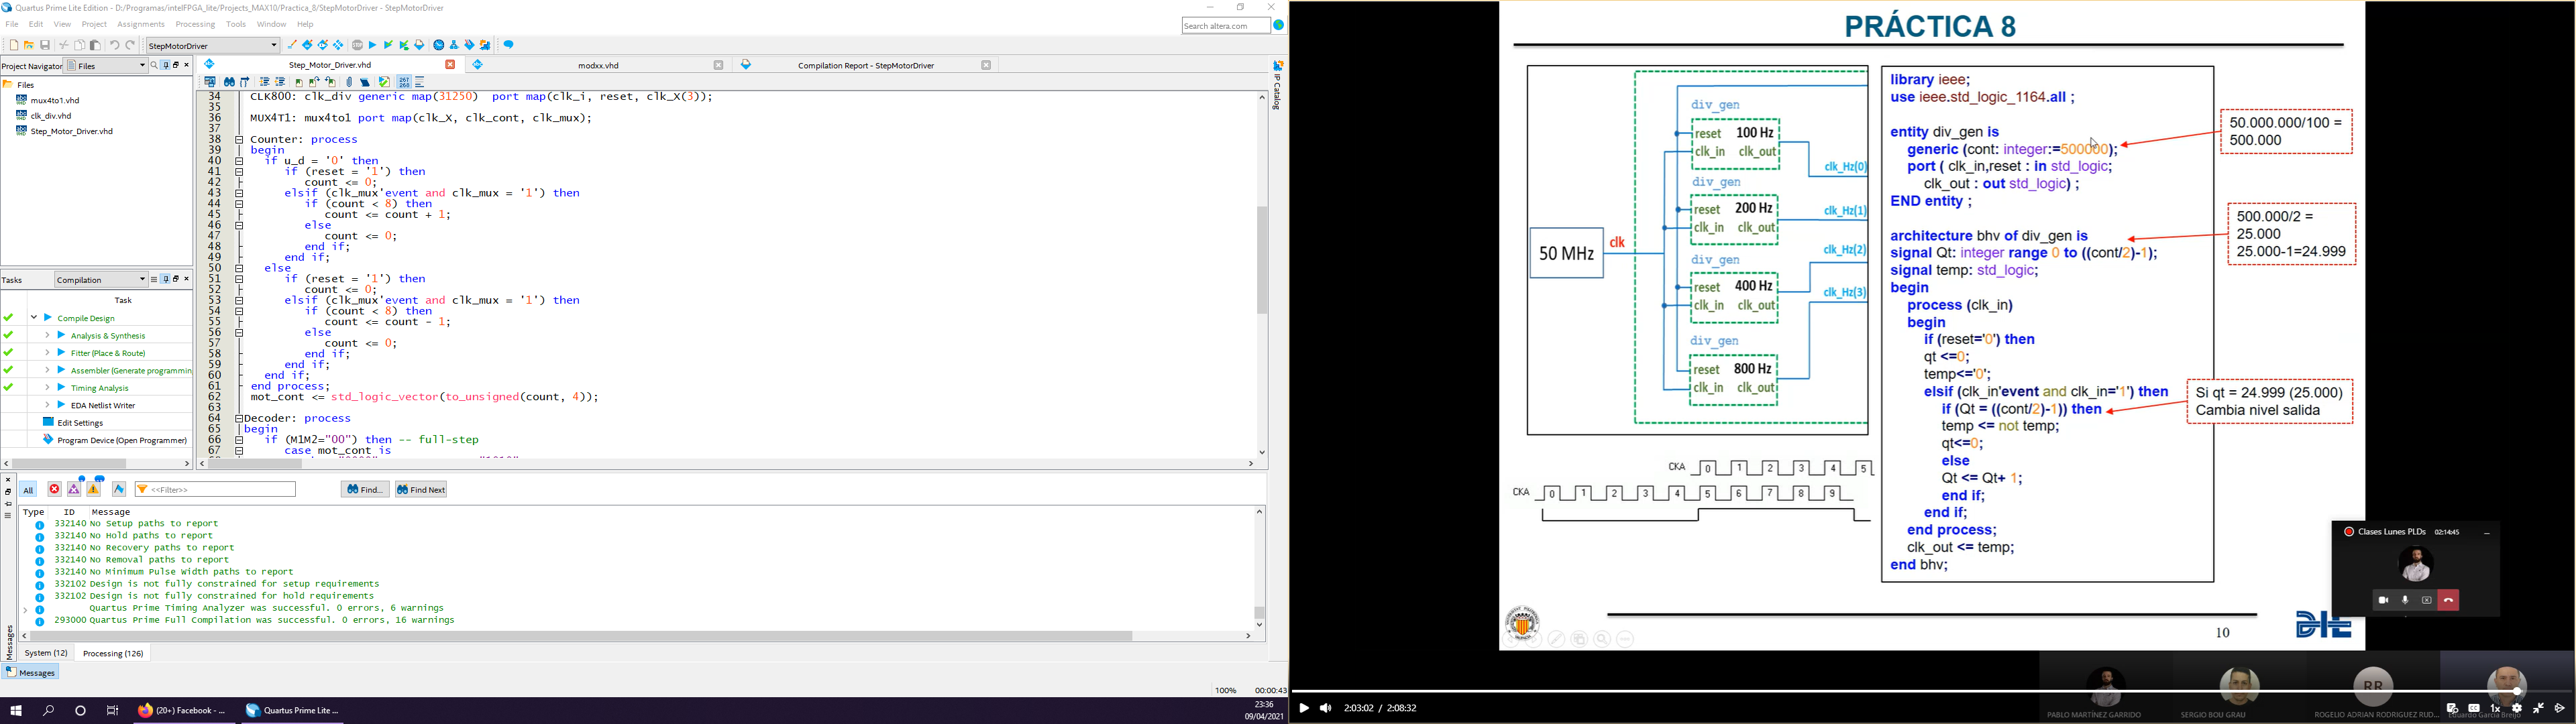 Quartus Prime Lite Edition - D:/Programas/intelFPGA_lite/Projects_MAX10/Practica_8/StepMotorDriver - StepMotorDriver
File Edit View Project Assignments Processing Tools Window Help
Search altera.com
StepMotorDriver
Project Navigator Files
Files
mux4to1.vhd
clk_div.vhd
Step_Motor_Driver.vhd
Tasks Compilation
Task
Compile Design
Analysis & Synthesis
Fitter (Place & Route)
Assembler (Generate programmin
Timing Analysis
EDA Netlist Writer
Edit Settings
Program Device (Open Programmer)
Step_Motor_Driver.vhd modxx.vhd Compilation Report - StepMotorDriver
IP Catalog
34 CLK800: clk_div generic map(31250) port map(clk_i, reset, clk_X(3));
35
36 MUX4T1: mux4to1 port map(clk_X, clk_cont, clk_mux);
37
38 Counter: process
39 begin
40 if u_d = '0' then
41 if (reset = '1') then
42 count <= 0;
43 elsif (clk_mux'event and clk_mux = '1') then
44 if (count < 8) then
45 count <= count + 1;
46 else
47 count <= 0;
48 end if;
49 end if;
50 else
51 if (reset = '1') then
52 count <= 0;
53 elsif (clk_mux'event and clk_mux = '1') then
54 if (count < 8) then
55 count <= count - 1;
56 else
57 count <= 0;
58 end if;
59 end if;
60 end if;
61 end process;
62 mot_cont <= std_logic_vector(to_unsigned(count, 4));
63
64 Decoder: process
65 begin
66 if (M1M2="00") then -- full-step
67 case mot_cont is
All <<Filter>> Find... Find Next
Type ID Message
332140 No Setup paths to report
332140 No Hold paths to report
332140 No Recovery paths to report
332140 No Removal paths to report
332140 No Minimum Pulse Width paths to report
332102 Design is not fully constrained for setup requirements
332102 Design is not fully constrained for hold requirements
Quartus Prime Timing Analyzer was successful. 0 errors, 6 warnings
293000 Quartus Prime Full Compilation was successful. 0 errors, 16 warnings
Messages
System (12) Processing (126)
Messages
100% 00:00:43
(20+) Facebook - ... Quartus Prime Lite ...
23:36
09/04/2021
PRÁCTICA 8
50 MHz
clk
div_gen
reset 100 Hz
clk_in clk_out
clk_Hz(0)
div_gen
reset 200 Hz
clk_in clk_out
clk_Hz(1)
div_gen
reset 400 Hz
clk_in clk_out
clk_Hz(2)
div_gen
reset 800 Hz
clk_in clk_out
clk_Hz(3)
CKA 0 1 2 3 4 5
CKA 0 1 2 3 4 5 6 7 8 9
library ieee;
use ieee.std_logic_1164.all ;
entity div_gen is
generic (cont: integer:=500000);
port ( clk_in,reset : in std_logic;
clk_out : out std_logic) ;
END entity ;
architecture bhv of div_gen is
signal Qt: integer range 0 to ((cont/2)-1);
signal temp: std_logic;
begin
process (clk_in)
begin
if (reset='0') then
qt <=0;
temp<='0';
elsif (clk_in'event and clk_in='1') then
if (Qt = ((cont/2)-1)) then
temp <= not temp;
qt<=0;
else
Qt <= Qt+ 1;
end if;
end if;
end process;
clk_out <= temp;
end bhv;
50.000.000/100 =
500.000
500.000/2 =
25.000
25.000-1=24.999
Si qt = 24.999 (25.000)
Cambia nivel salida
Clases Lunes PLDs 02:14:45
10
DIE
PABLO MARTÍNEZ GARRIDO
SERGIO BOU GRAU
RR
ROGELIO ADRIAN RODRIGUEZ RUD...
Eduardo García Breijo
2:03:02 / 2:08:32
1x